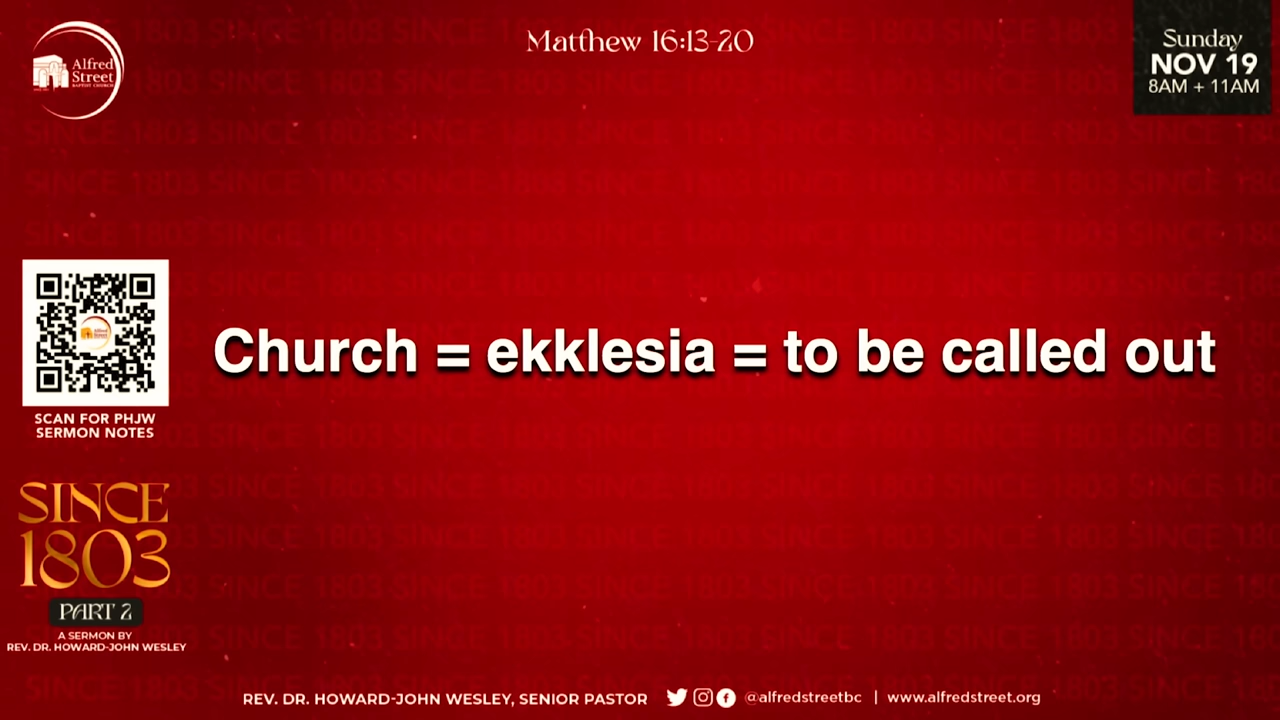 Alfred
Street
BAPTIST CHURCH
Matthew 16:13-20
Sunday
NOV 19
8AM + 11AM
Church = ekklesia = to be called out
SCAN FOR PHJW
SERMON NOTES
SINCE
1803
PART 2
A SERMON BY
REV. DR. HOWARD-JOHN WESLEY
REV. DR. HOWARD-JOHN WESLEY, SENIOR PASTOR
@alfredstreetbc | www.alfredstreet.org